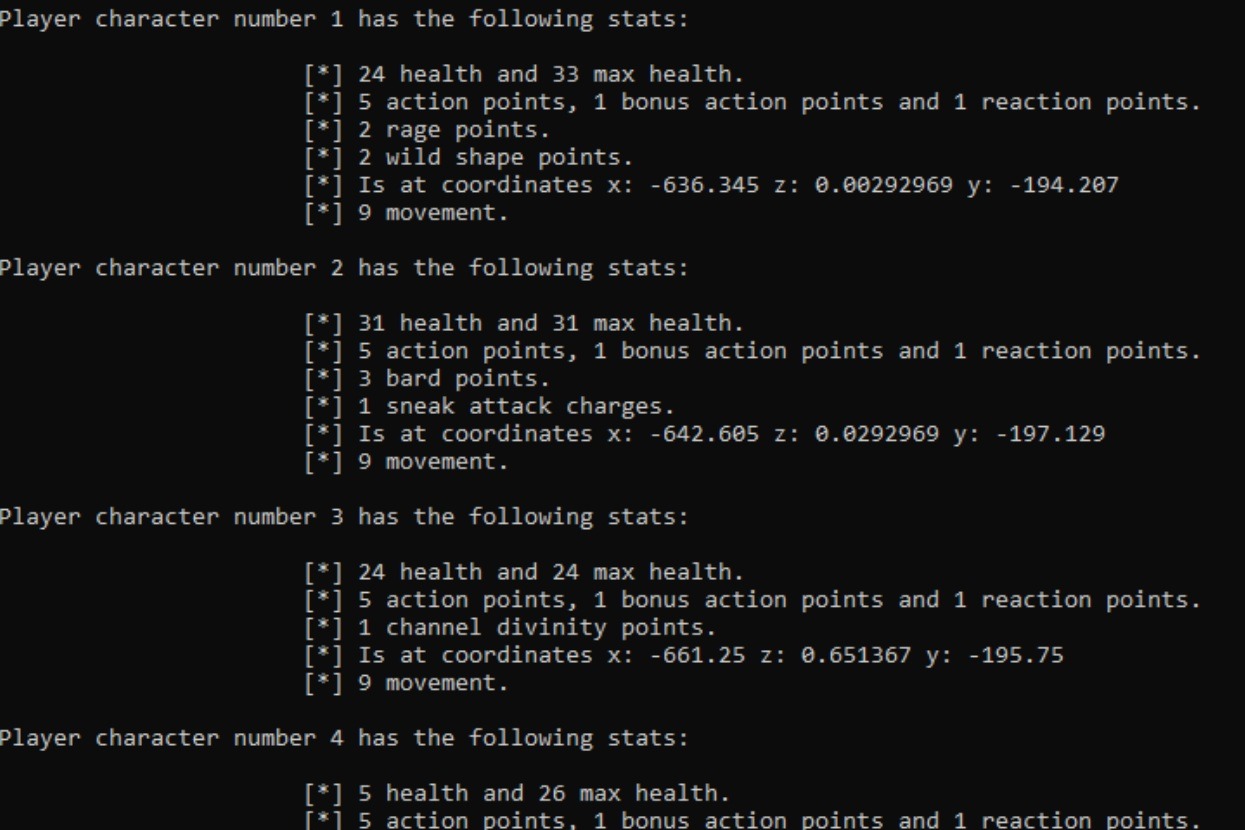 Player character number 1 has the following stats:
[*] 24 health and 33 max health.
[*] 5 action points, 1 bonus action points and 1 reaction points.
[*] 2 rage points.
[*] 2 wild shape points.
[*] Is at coordinates x: -636.345 z: 0.00292969 y: -194.207
[*] 9 movement.
Player character number 2 has the following stats:
[*] 31 health and 31 max health.
[*] 5 action points, 1 bonus action points and 1 reaction points.
[*] 3 bard points.
[*] 1 sneak attack charges.
[*] Is at coordinates x: -642.605 z: 0.0292969 y: -197.129
[*] 9 movement.
Player character number 3 has the following stats:
[*] 24 health and 24 max health.
[*] 5 action points, 1 bonus action points and 1 reaction points.
[*] 1 channel divinity points.
[*] Is at coordinates x: -661.25 z: 0.651367 y: -195.75
[*] 9 movement.
Player character number 4 has the following stats:
[*] 5 health and 26 max health.
[*] 5 action points, 1 bonus action points and 1 reaction points.